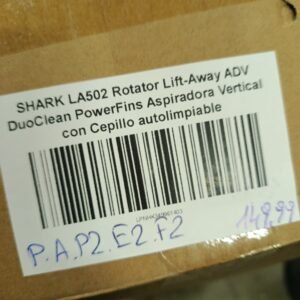 SHARK LA502 Rotator Lift-Away ADV
DuoClean PowerFins Aspiradora Vertical
con Cepillo autolimpiable
P.A.P2.E2.F2
149,99